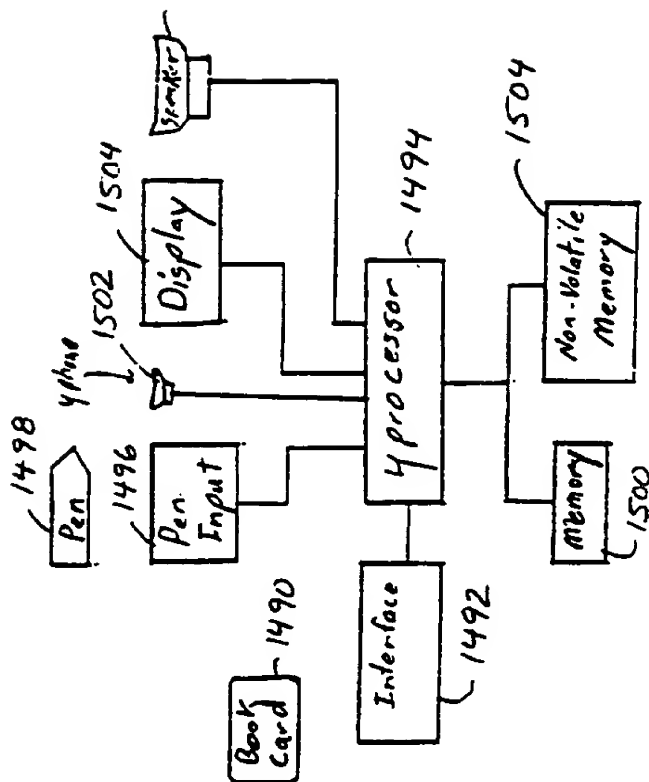 1498
Pen
μphone
1496
1502
1504
Pen
Input
Display
Speaker
1490
Book
Card
Interface
μprocessor
1494
1492
1504
Memory
Non-Volatile
Memory
1500